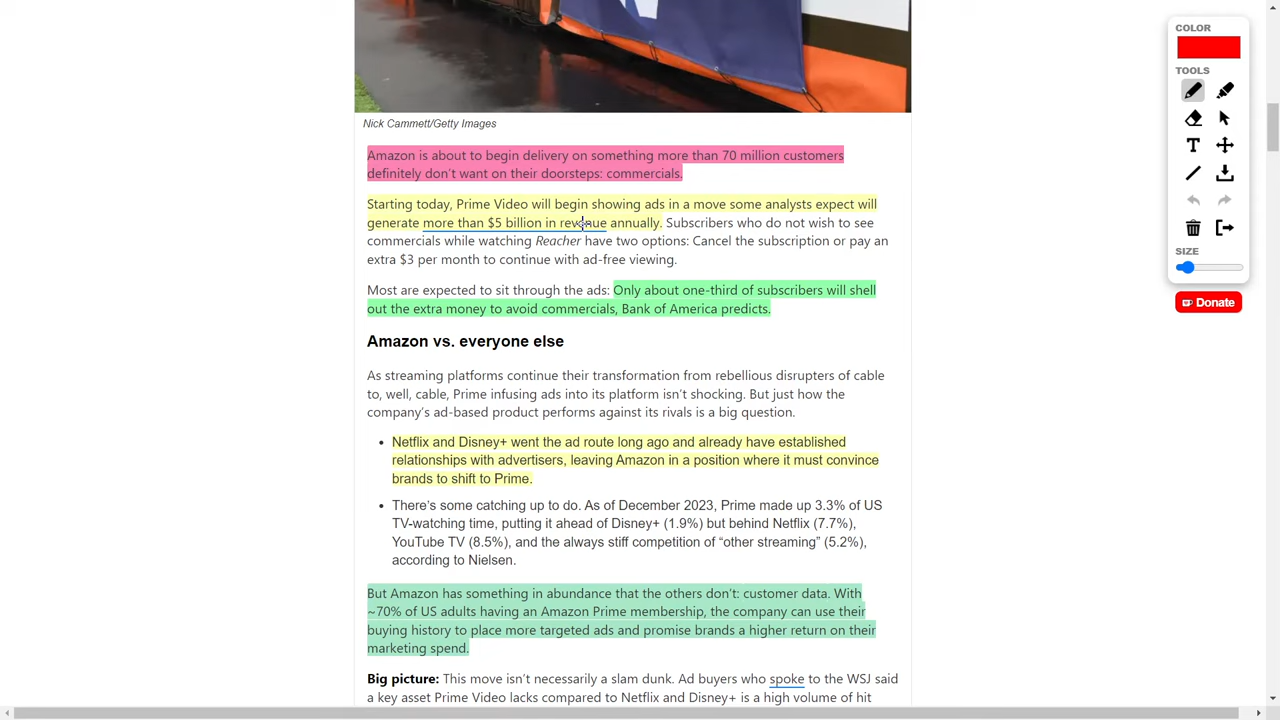 Nick Cammett/Getty Images
Amazon is about to begin delivery on something more than 70 million customers
definitely don't want on their doorsteps: commercials.
Starting today, Prime Video will begin showing ads in a move some analysts expect will
generate more than $5 billion in revenue annually. Subscribers who do not wish to see
commercials while watching Reacher have two options: Cancel the subscription or pay an
extra $3 per month to continue with ad-free viewing.
Most are expected to sit through the ads: Only about one-third of subscribers will shell
out the extra money to avoid commercials, Bank of America predicts.
Amazon vs. everyone else
As streaming platforms continue their transformation from rebellious disrupters of cable
to, well, cable, Prime infusing ads into its platform isn't shocking. But just how the
company's ad-based product performs against its rivals is a big question.
• Netflix and Disney+ went the ad route long ago and already have established
relationships with advertisers, leaving Amazon in a position where it must convince
brands to shift to Prime.
• There's some catching up to do. As of December 2023, Prime made up 3.3% of US
TV-watching time, putting it ahead of Disney+ (1.9%) but behind Netflix (7.7%),
YouTube TV (8.5%), and the always stiff competition of “other streaming” (5.2%),
according to Nielsen.
But Amazon has something in abundance that the others don't: customer data. With
~70% of US adults having an Amazon Prime membership, the company can use their
buying history to place more targeted ads and promise brands a higher return on their
marketing spend.
Big picture: This move isn't necessarily a slam dunk. Ad buyers who spoke to the WSJ said
a key asset Prime Video lacks compared to Netflix and Disney+ is a high volume of hit
COLOR
TOOLS
T
SIZE
Donate